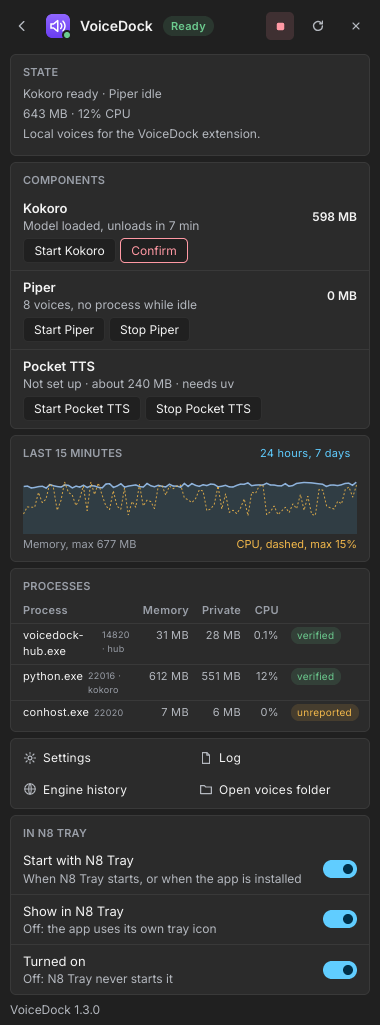 VoiceDock Ready
STATE
Kokoro ready · Piper idle
643 MB · 12% CPU
Local voices for the VoiceDock extension.
COMPONENTS
Kokoro
Model loaded, unloads in 7 min
598 MB
Start Kokoro Confirm
Piper
8 voices, no process while idle
0 MB
Start Piper Stop Piper
Pocket TTS
Not set up · about 240 MB · needs uv
Start Pocket TTS Stop Pocket TTS
LAST 15 MINUTES 24 hours, 7 days
Memory, max 677 MB CPU, dashed, max 15%
PROCESSES
Process Memory Private CPU
voicedock-hub.exe 14820 · hub 31 MB 28 MB 0.1% verified
python.exe 22016 · kokoro 612 MB 551 MB 12% verified
conhost.exe 22020 7 MB 6 MB 0% unreported
Settings Log
Engine history Open voices folder
IN N8 TRAY
Start with N8 Tray
When N8 Tray starts, or when the app is installed
Show in N8 Tray
Off: the app uses its own tray icon
Turned on
Off: N8 Tray never starts it
VoiceDock 1.3.0